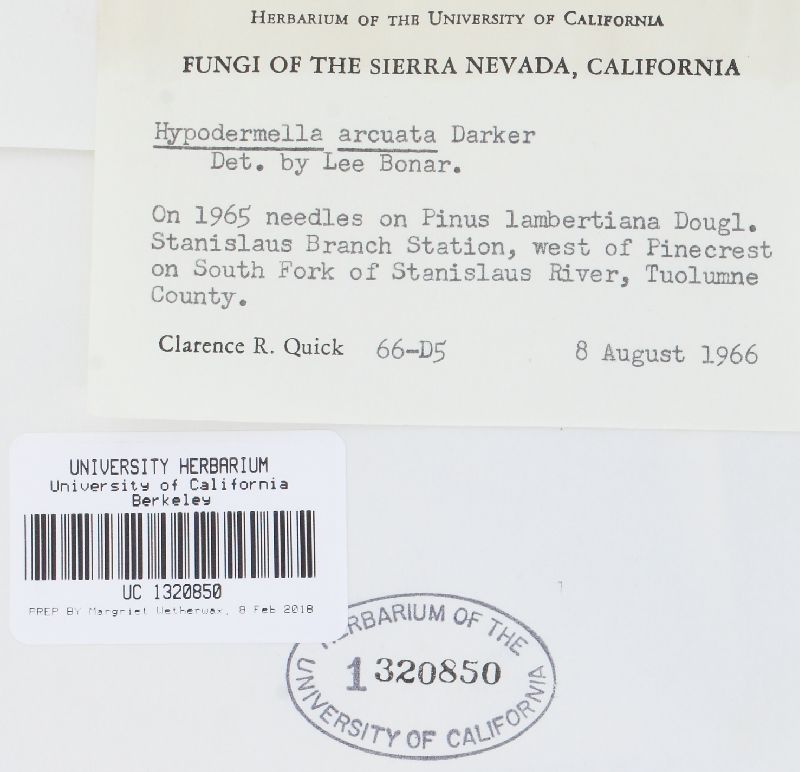 HERBARIUM OF THE UNIVERSITY OF CALIFORNIA
FUNGI OF THE SIERRA NEVADA, CALIFORNIA
Hypodermella arcuata Darker
Det. by Lee Bonar.
On 1965 needles on Pinus lambertiana Dougl.
Stanislaus Branch Station, west of Pinecrest
on South Fork of Stanislaus River, Tuolumne
County.
Clarence R. Quick 66-D5 8 August 1966
UNIVERSITY HERBARIUM
University of California
Berkeley
UC 1320850
PREP BY Margriet Wetherwax, 8 Feb 2018
HERBARIUM OF THE
1320850
UNIVERSITY OF CALIFORNIA